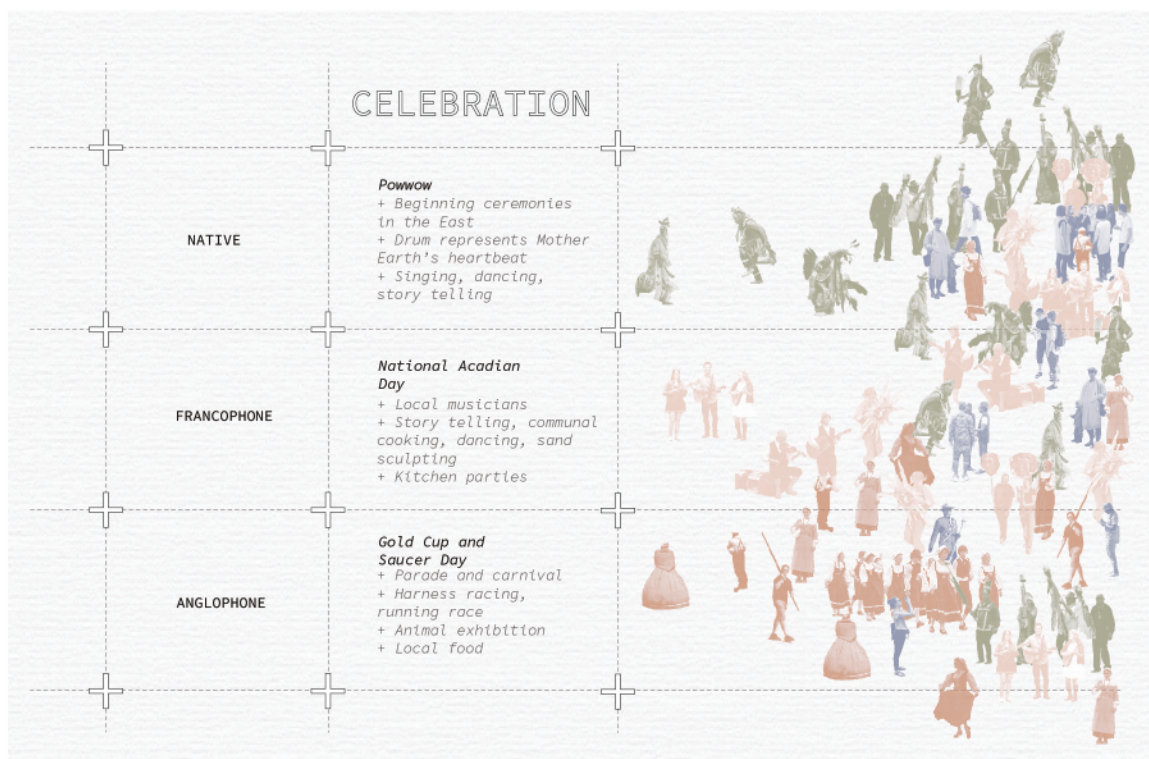 CELEBRATION
NATIVE
Powwow
+ Beginning ceremonies
in the East
+ Drum represents Mother
Earth's heartbeat
+ Singing, dancing,
story telling
FRANCOPHONE
National Acadian
Day
+ Local musicians
+ Story telling, communal
cooking, dancing, sand
sculpting
+ Kitchen parties
ANGLOPHONE
Gold Cup and
Saucer Day
+ Parade and carnival
+ Harness racing,
running race
+ Animal exhibition
+ Local food